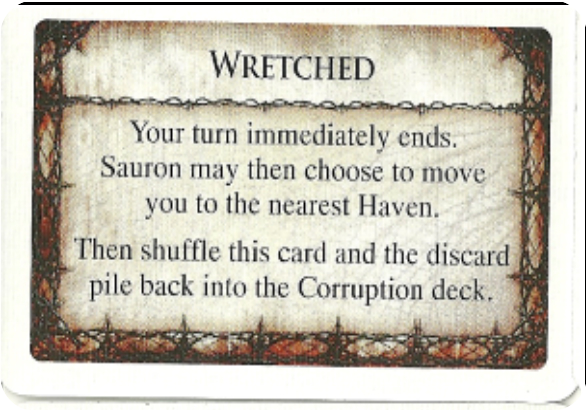 WRETCHED
Your turn immediately ends.
Sauron may then choose to move
you to the nearest Haven.
Then shuffle this card and the discard
pile back into the Corruption deck.